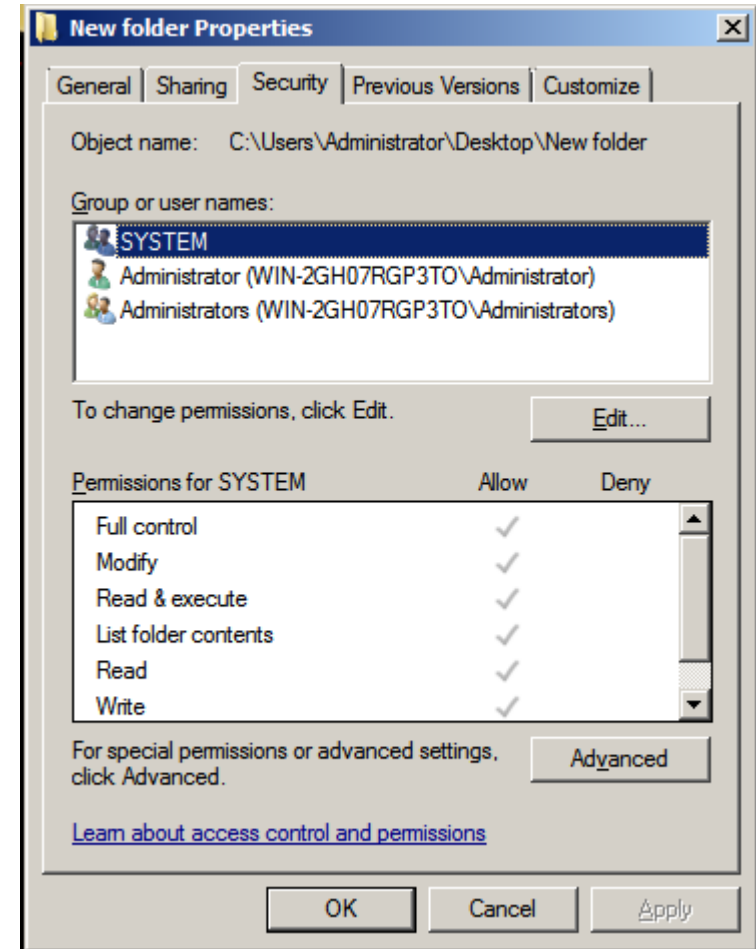 New folder Properties
General Sharing Security Previous Versions Customize
Object name: C:\Users\Administrator\Desktop\New folder
Group or user names:
SYSTEM
Administrator (WIN-2GH07RGP3TO\Administrator)
Administrators (WIN-2GH07RGP3TO\Administrators)
To change permissions, click Edit. Edit...
Permissions for SYSTEM Allow Deny
Full control
Modify
Read & execute
List folder contents
Read
Write
For special permissions or advanced settings, click Advanced. Advanced
Learn about access control and permissions
OK Cancel Apply